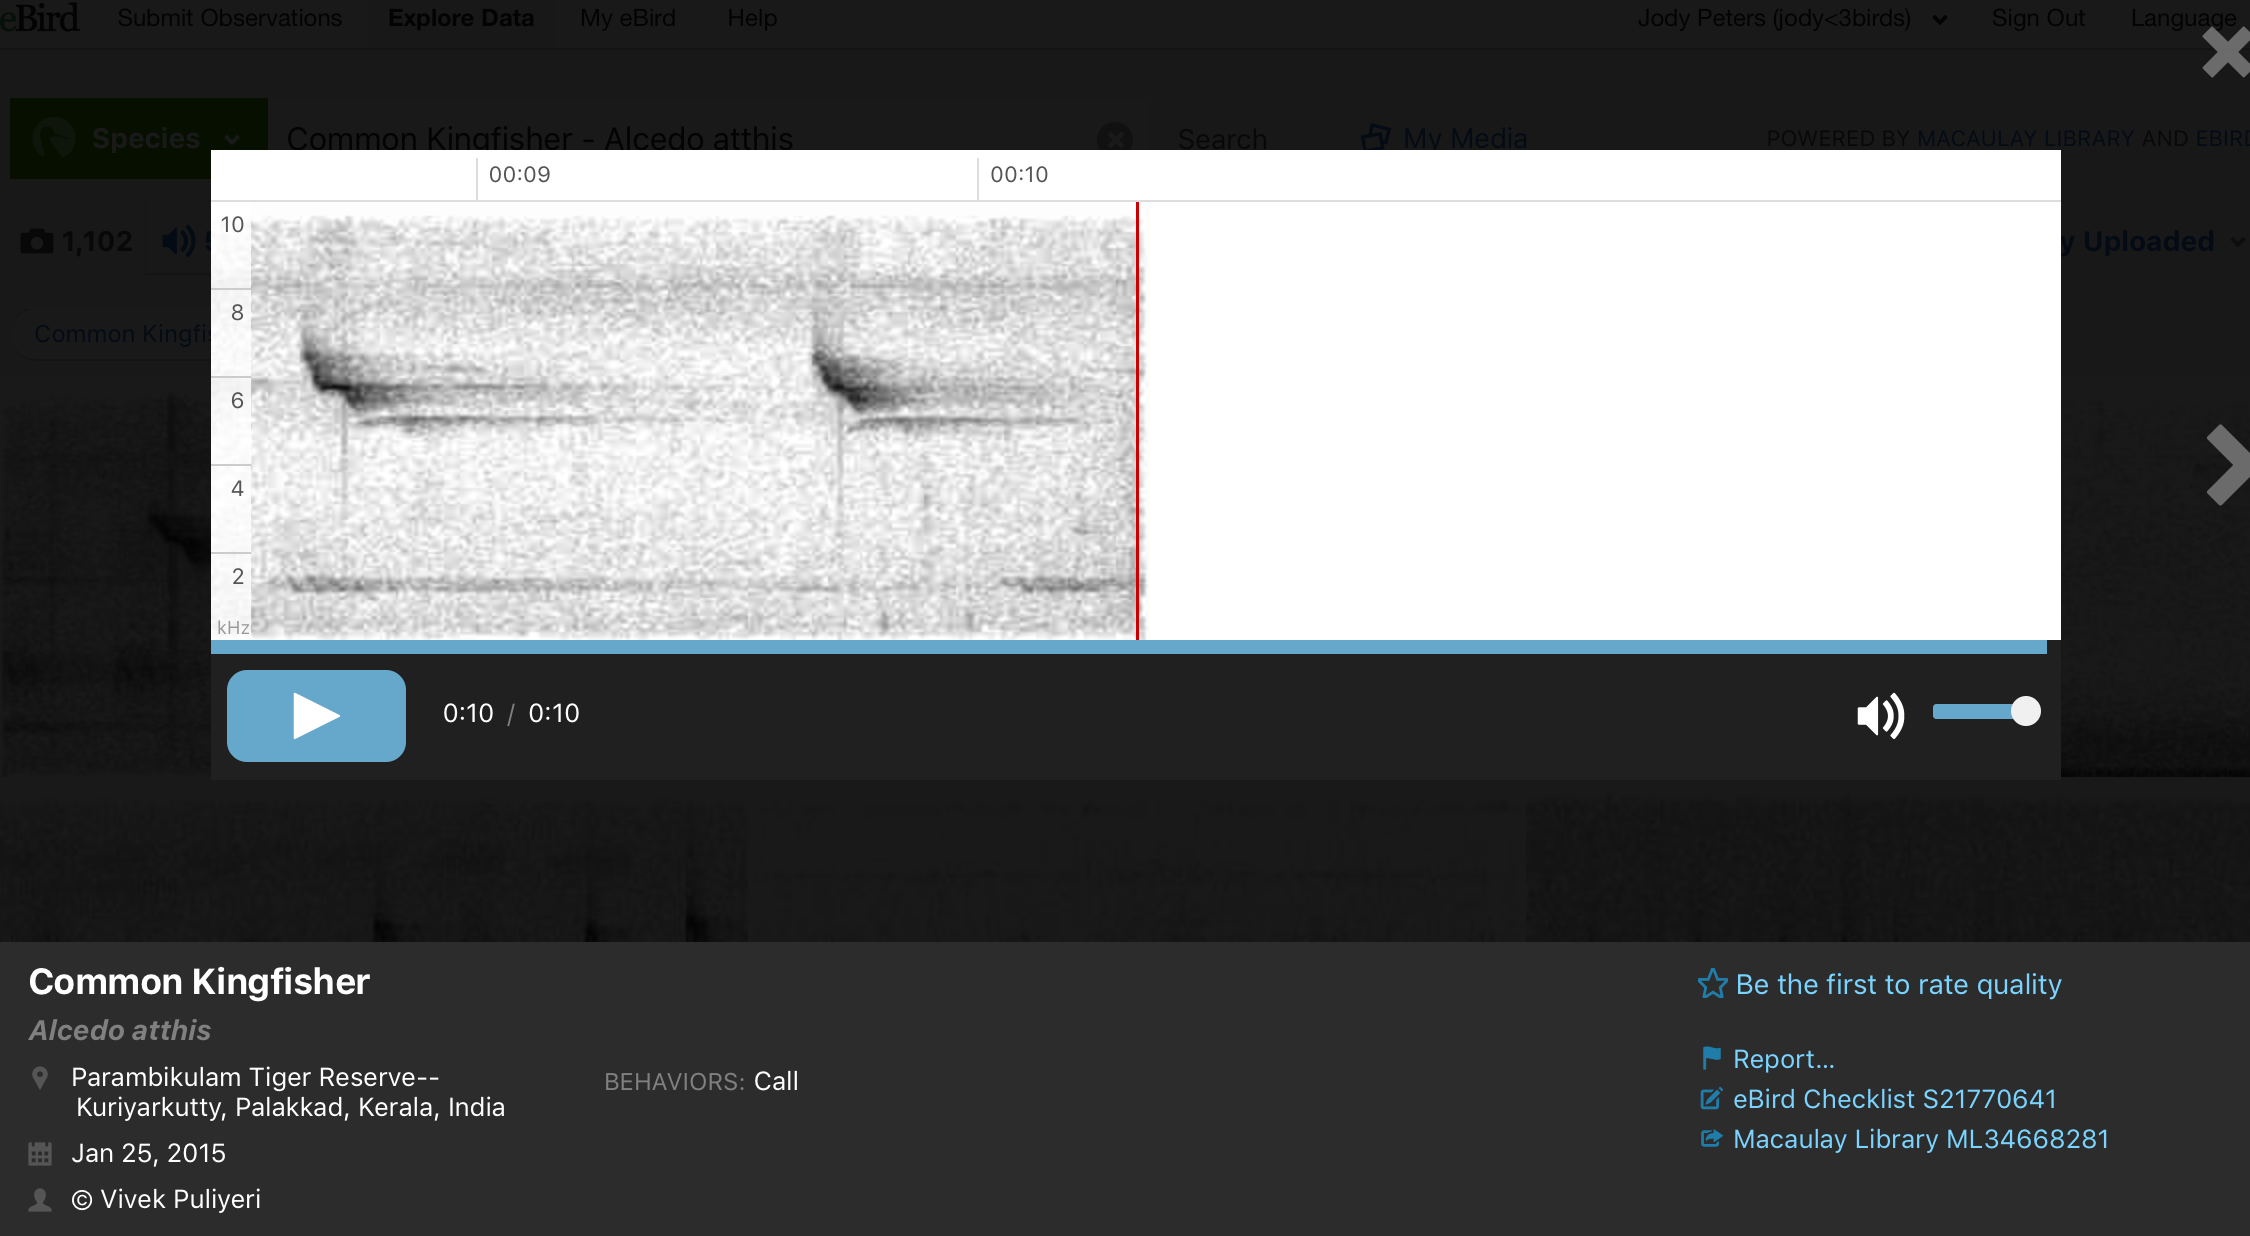 eBird Submit Observations Explore Data My eBird Help Jody Peters (jody<3birds) Sign Out Language
Species Common Kingfisher - Alcedo atthis Search My Media POWERED BY MACAULAY LIBRARY AND
00:09 00:10
1,102 Uploaded
Common
10
8
6
4
2
kHz
0:10 / 0:10
Common Kingfisher
Alcedo atthis
Parambikulam Tiger Reserve--
Kuriyarkutty, Palakkad, Kerala, India
BEHAVIORS: Call
Jan 25, 2015
© Vivek Puliyeri
Be the first to rate quality
Report...
eBird Checklist S21770641
Macaulay Library ML34668281